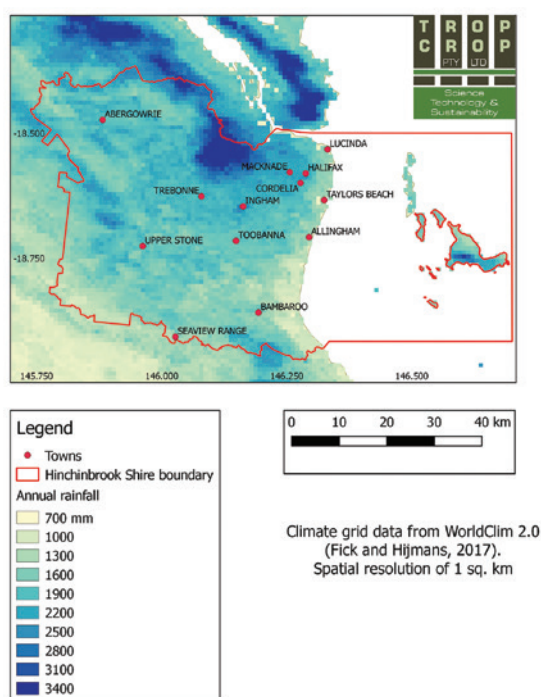 T R O P
C R O P
PTY LTD
Science
Technology &
Sustainability
ABERGOWRIE
-18.500
LUCINDA
MACKNADE
HALIFAX
CORDELIA
TREBONNE
TAYLORS BEACH
INGHAM
TOOBANNA
ALLINGHAM
UPPER STONE
-18.750
BAMBAROO
SEAVIEW RANGE
145.750 146.000 146.250 146.500
Legend
Towns
Hinchinbrook Shire boundary
Annual rainfall
700 mm
1000
1300
1600
1900
2200
2500
2800
3100
3400
0 10 20 30 40 km
Climate grid data from WorldClim 2.0
(Fick and Hijmans, 2017).
Spatial resolution of 1 sq. km